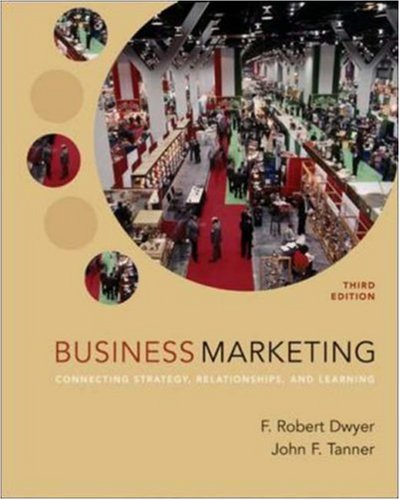 THIRD
EDITION
BUSINESS MARKETING
CONNECTING STRATEGY, RELATIONSHIPS, AND LEARNING
F. Robert Dwyer
John F. Tanner